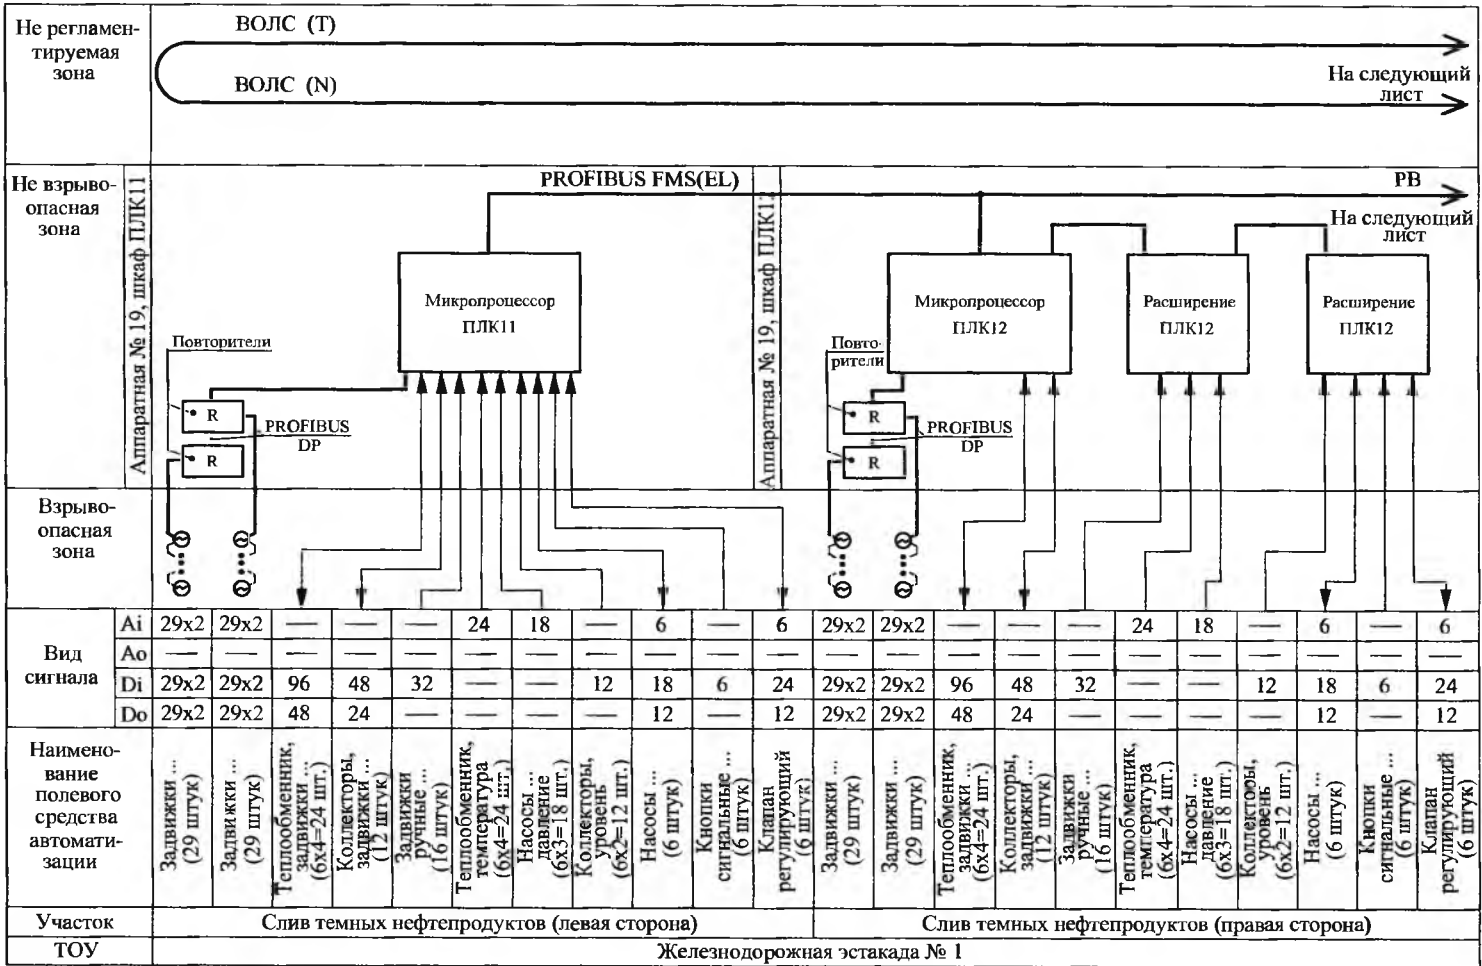 Не регламен-
тируемая
зона
ВОЛС (Т)
ВОЛС (N)
На следующий
лист
Не взрыво-
опасная
зона
Аппаратная № 19, шкаф ПЛК11
PROFIBUS FMS(EL)
Аппаратная № 19, шкаф ПЛК12
PB
На следующий
лист
Микропроцессор
ПЛК11
Микропроцессор
ПЛК12
Расширение
ПЛК12
Расширение
ПЛК12
Повторители
R
R
PROFIBUS
DP
Повто-
рители
R
R
PROFIBUS
DP
Взрыво-
опасная
зона
Вид
сигнала
Ai 29x2 29x2 — — — 24 18 — 6 — 6 29x2 29x2 — — — 24 18 — 6 — 6
Ao — — — — — — — — — — — — — — — — — — — — — —
Di 29x2 29x2 96 48 32 — — 12 18 6 24 29x2 29x2 96 48 32 — — 12 18 6 24
Do 29x2 29x2 48 24 — — — — 12 — 12 29x2 29x2 48 24 — — — — 12 — 12
Наимено-
вание
полевого
средства
автомати-
зации
Задвижки ...
(29 штук)
Задвижки ...
(29 штук)
Теплообменник,
задвижки ...
(6x4=24 шт.)
Коллекторы,
задвижки ...
(12 штук)
Задвижки
ручные ...
(16 штук)
Теплообменник,
температура
(6x4=24 шт.)
Насосы ...
давление
(6x3=18 шт.)
Коллекторы,
уровень
(6x2=12 шт.)
Насосы ...
(6 штук)
Кнопки
сигнальные ...
(6 штук)
Клапан
регулирующий
(6 штук)
Задвижки ...
(29 штук)
Задвижки ...
(29 штук)
Теплообменник,
задвижки ...
(6x4=24 шт.)
Коллекторы,
задвижки ...
(12 штук)
Задвижки
ручные ...
(16 штук)
Теплообменник,
температура
(6x4=24 шт.)
Насосы ...
давление
(6x3=18 шт.)
Коллекторы,
уровень
(6x2=12 шт.)
Насосы ...
(6 штук)
Кнопки
сигнальные ...
(6 штук)
Клапан
регулирующий
(6 штук)
Участок
Слив темных нефтепродуктов (левая сторона)
Слив темных нефтепродуктов (правая сторона)
ТОУ
Железнодорожная эстакада № 1